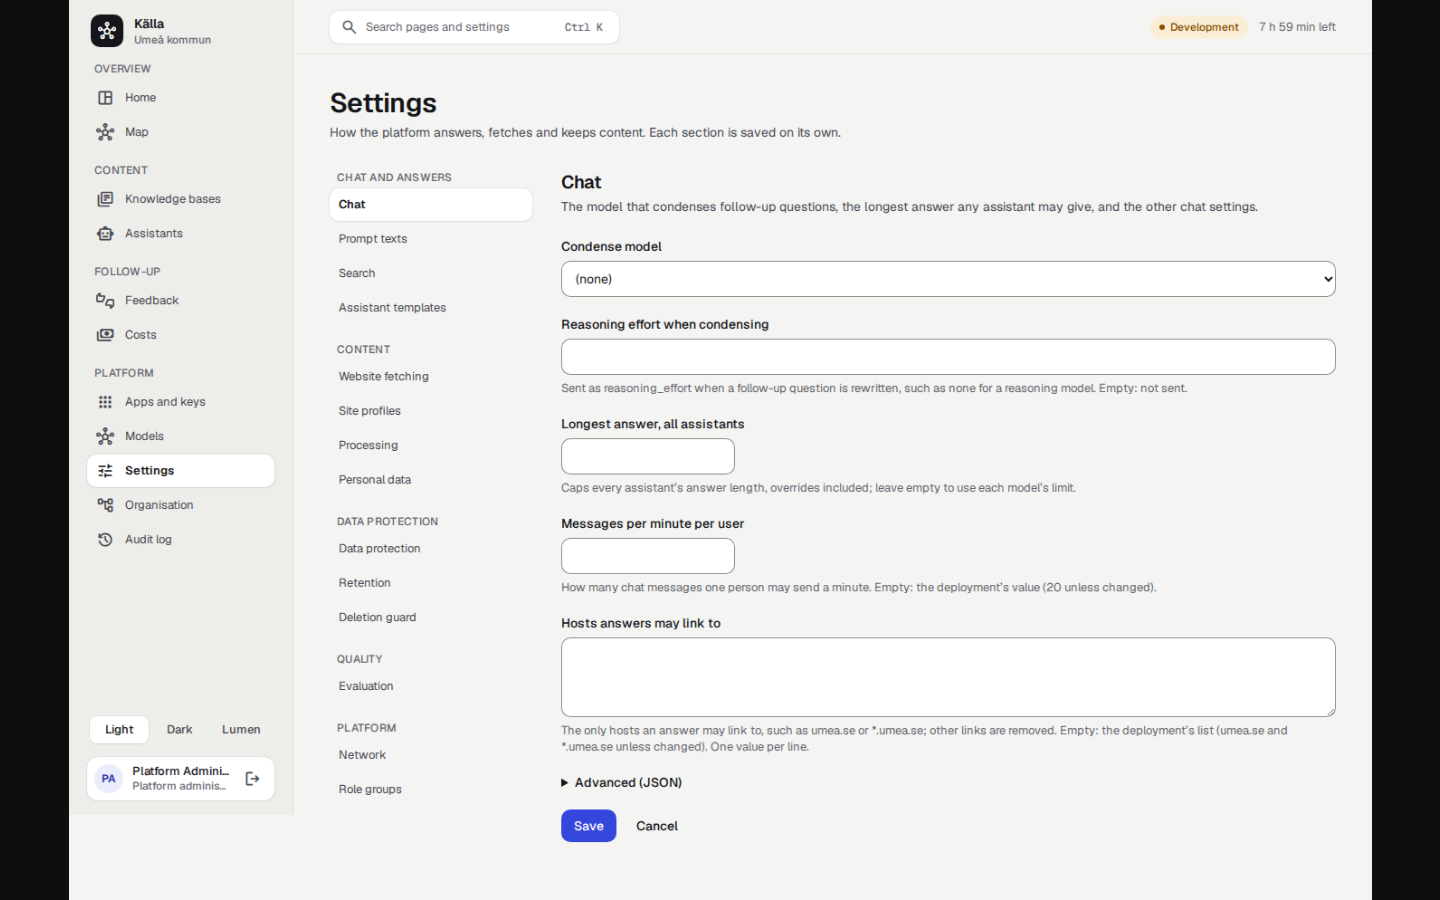 Källa
Umeå kommun
OVERVIEW
Home
Map
CONTENT
Knowledge bases
Assistants
FOLLOW-UP
Feedback
Costs
PLATFORM
Apps and keys
Models
Settings
Organisation
Audit log
Light Dark Lumen
PA
Platform Admini...
Platform adminis...
Search pages and settings Ctrl K
Development 7 h 59 min left
Settings
How the platform answers, fetches and keeps content. Each section is saved on its own.
CHAT AND ANSWERS
Chat
Prompt texts
Search
Assistant templates
CONTENT
Website fetching
Site profiles
Processing
Personal data
DATA PROTECTION
Data protection
Retention
Deletion guard
QUALITY
Evaluation
PLATFORM
Network
Role groups
Chat
The model that condenses follow-up questions, the longest answer any assistant may give, and the other chat settings.
Condense model
(none)
Reasoning effort when condensing
Sent as reasoning_effort when a follow-up question is rewritten, such as none for a reasoning model. Empty: not sent.
Longest answer, all assistants
Caps every assistant's answer length, overrides included; leave empty to use each model's limit.
Messages per minute per user
How many chat messages one person may send a minute. Empty: the deployment's value (20 unless changed).
Hosts answers may link to
The only hosts an answer may link to, such as umea.se or *.umea.se; other links are removed. Empty: the deployment's list (umea.se and
*.umea.se unless changed). One value per line.
Advanced (JSON)
Save Cancel